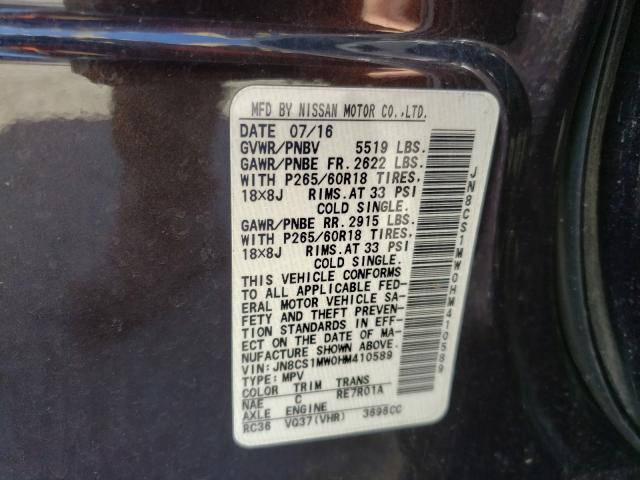 MFD BY NISSAN MOTOR CO.,LTD.
DATE 07/16
GVWR/PNBV 5519 LBS.
GAWR/PNBE FR. 2622 LBS.
WITH P265/60R18 TIRES,
18×8J RIMS.AT 33 PSI
COLD SINGLE.
GAWR/PNBE RR. 2915 LBS.
WITH P265/60R18 TIRES,
18×8J RIMS.AT 33 PSI
COLD SINGLE.
THIS VEHICLE CONFORMS
TO ALL APPLICABLE FED-
ERAL MOTOR VEHICLE SA-
FETY AND THEFT PREVEN-
TION STANDARDS IN EFF-
ECT ON THE DATE OF MA-
NUFACTURE SHOWN ABOVE.
VIN: JN8CS1MW0HM410589
TYPE: MPV
COLOR TRIM TRANS
NAE C RE7R01A
AXLE ENGINE
RC36 VQ37(VHR) 3696CC
JN8CS1MW0HM410589